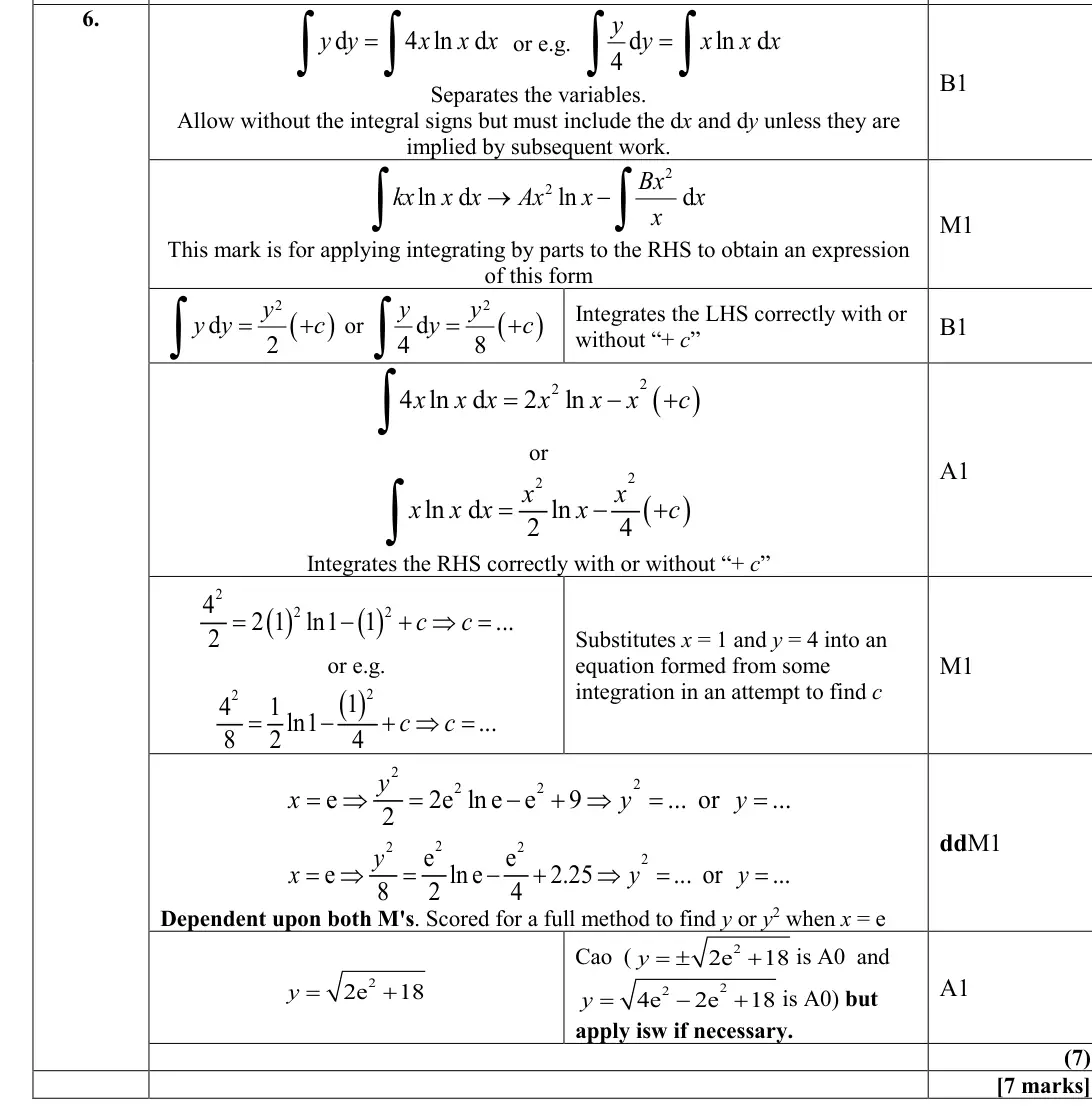 6.
∫ y dy = ∫ 4x ln x dx or e.g. ∫ y/4 dy = ∫ x ln x dx
Separates the variables.
Allow without the integral signs but must include the dx and dy unless they are
implied by subsequent work.
B1
∫ kx ln x dx → Ax² ln x − ∫ Bx²/x dx
This mark is for applying integrating by parts to the RHS to obtain an expression
of this form
M1
∫ y dy = y²/2 (+c) or ∫ y/4 dy = y²/8 (+c)
Integrates the LHS correctly with or
without “+ c”
B1
∫ 4x ln x dx = 2x² ln x − x² (+c)
or
∫ x ln x dx = x²/2 ln x − x²/4 (+c)
Integrates the RHS correctly with or without “+ c”
A1
4²/2 = 2(1)² ln 1 − (1)² + c ⇒ c = ...
or e.g.
4²/8 = 1/2 ln 1 − (1)²/4 + c ⇒ c = ...
Substitutes x = 1 and y = 4 into an
equation formed from some
integration in an attempt to find c
M1
x = e ⇒ y²/2 = 2e² ln e − e² + 9 ⇒ y² = ... or y = ...
x = e ⇒ y²/8 = e²/2 ln e − e²/4 + 2.25 ⇒ y² = ... or y = ...
Dependent upon both M's. Scored for a full method to find y or y² when x = e
ddM1
y = √(2e² + 18)
Cao ( y = ±√(2e² + 18) is A0 and
y = √(4e² − 2e² + 18) is A0) but
apply isw if necessary.
A1
(7)
[7 marks]